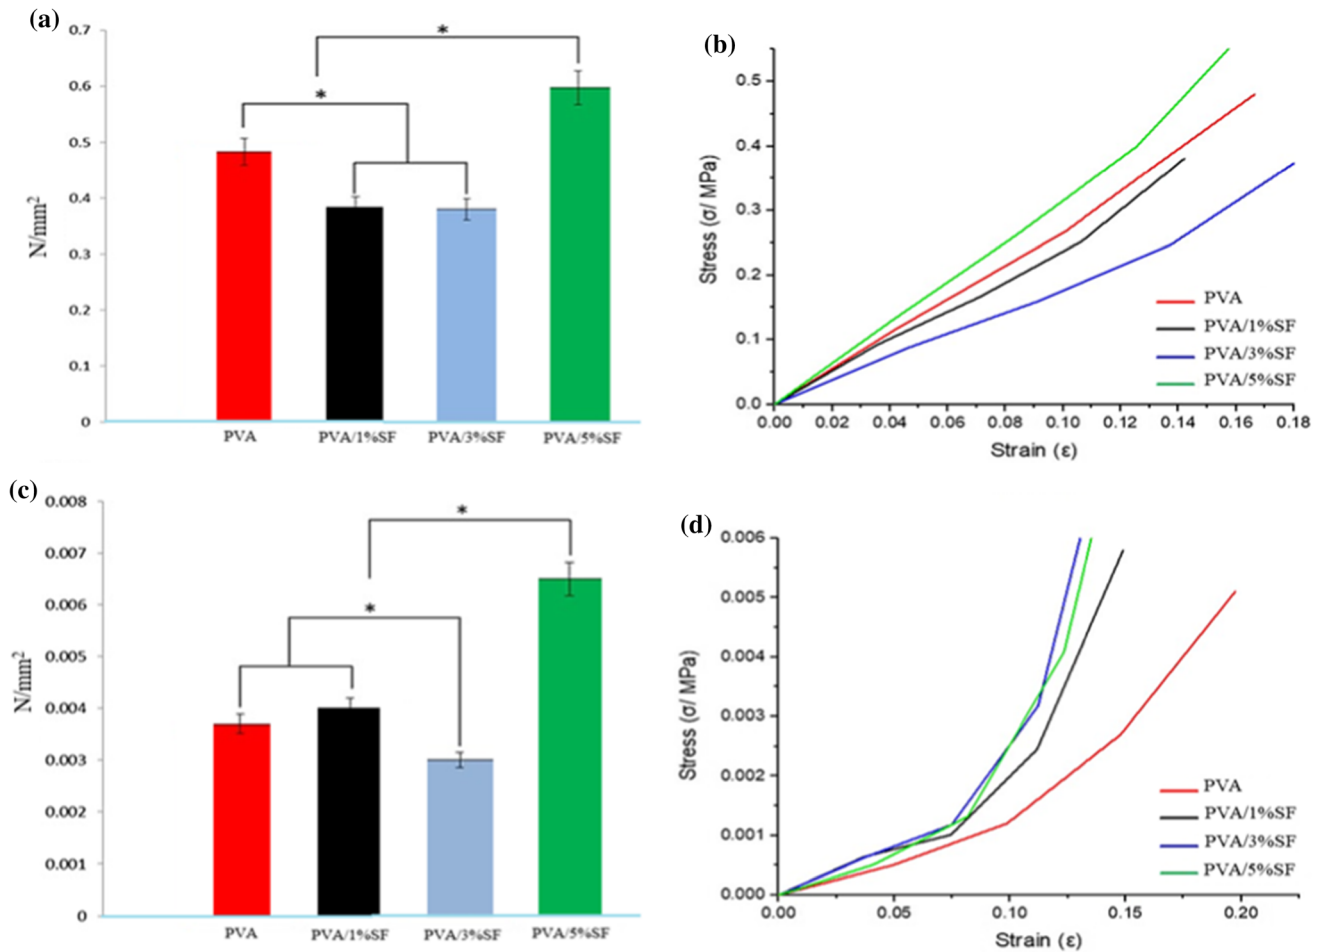 (a)
0.7
0.6
0.5
0.4
0.3
0.2
0.1
0
N/mm²
*
*
PVA
PVA/1%SF
PVA/3%SF
PVA/5%SF
(b)
0.5
0.4
0.3
0.2
0.1
0.0
Stress (σ/ MPa)
0.00 0.02 0.04 0.06 0.08 0.10 0.12 0.14 0.16 0.18
Strain (ε)
PVA
PVA/1%SF
PVA/3%SF
PVA/5%SF
(c)
0.008
0.007
0.006
0.005
0.004
0.003
0.002
0.001
0
N/mm²
*
*
PVA
PVA/1%SF
PVA/3%SF
PVA/5%SF
(d)
0.006
0.005
0.004
0.003
0.002
0.001
0.000
Stress (σ/ MPa)
0.00 0.05 0.10 0.15 0.20
Strain (ε)
PVA
PVA/1%SF
PVA/3%SF
PVA/5%SF